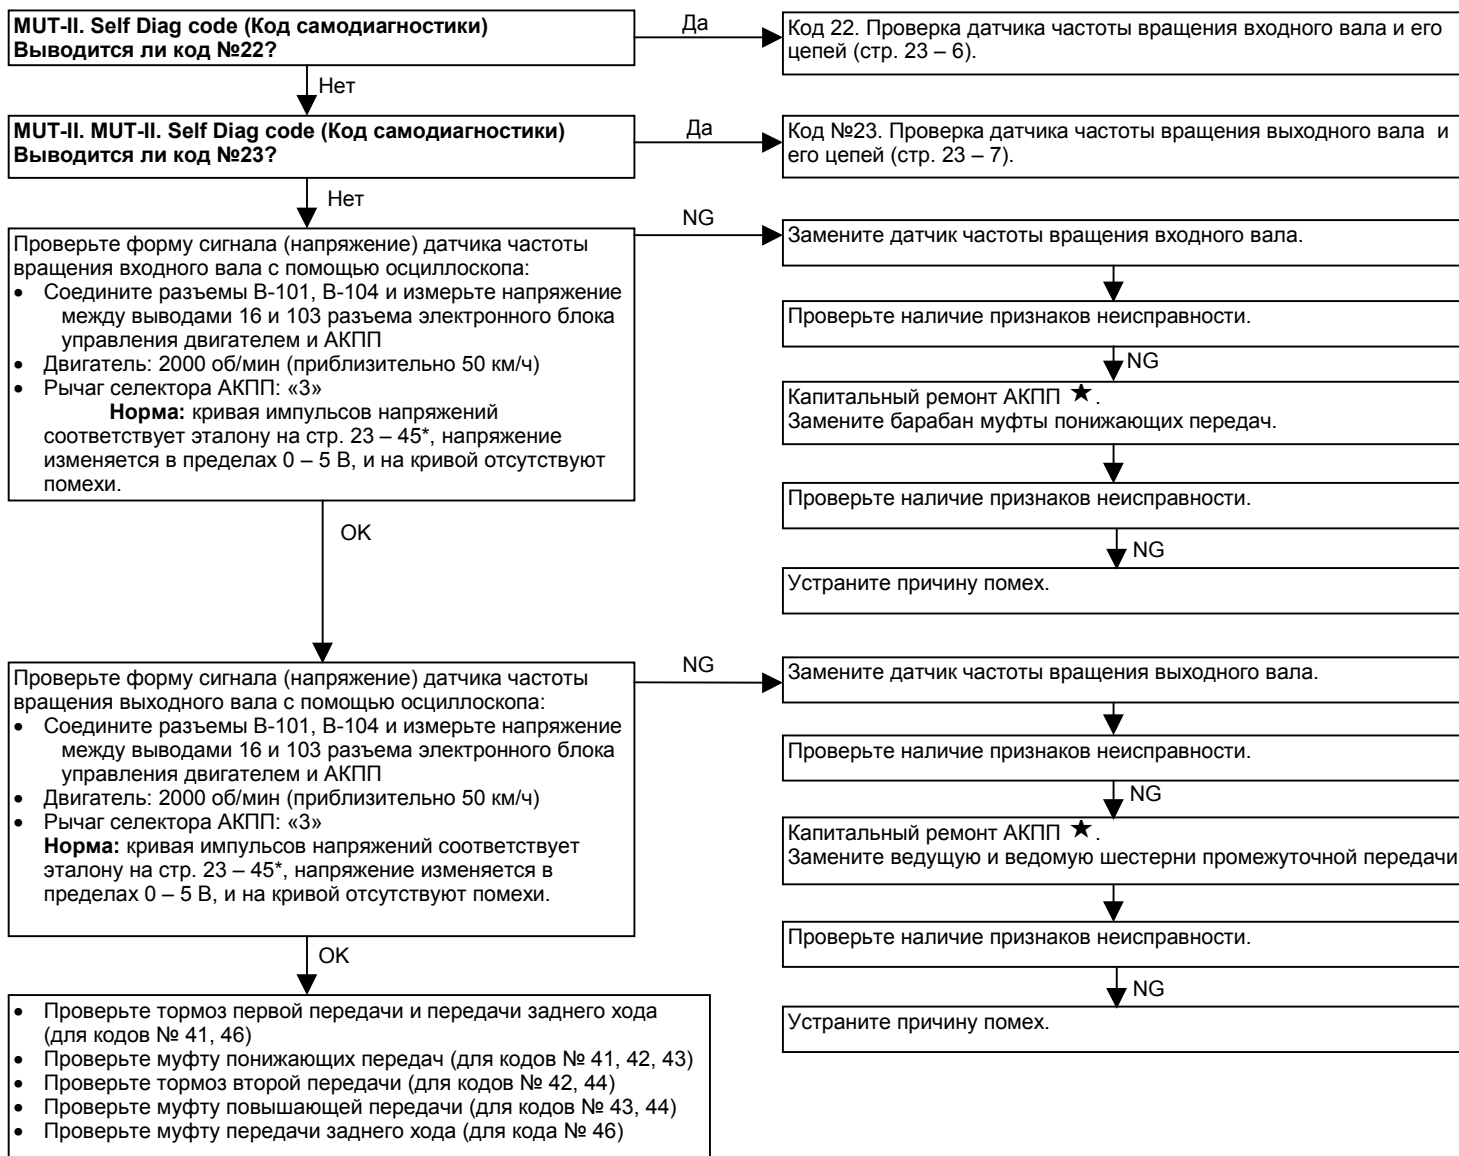 MUT-II. Self Diag code (Код самодиагностики)
Выводится ли код №22?
Да
Код 22. Проверка датчика частоты вращения входного вала и его
цепей (стр. 23 – 6).
Нет
MUT-II. MUT-II. Self Diag code (Код самодиагностики)
Выводится ли код №23?
Да
Код №23. Проверка датчика частоты вращения выходного вала и
его цепей (стр. 23 – 7).
Нет
Проверьте форму сигнала (напряжение) датчика частоты
вращения входного вала с помощью осциллоскопа:
• Соедините разъемы В-101, В-104 и измерьте напряжение
между выводами 16 и 103 разъема электронного блока
управления двигателем и АКПП
• Двигатель: 2000 об/мин (приблизительно 50 км/ч)
• Рычаг селектора АКПП: «3»
Норма: кривая импульсов напряжений
соответствует эталону на стр. 23 – 45*, напряжение
изменяется в пределах 0 – 5 В, и на кривой отсутствуют
помехи.
NG
Замените датчик частоты вращения входного вала.
Проверьте наличие признаков неисправности.
NG
Капитальный ремонт АКПП ★.
Замените барабан муфты понижающих передач.
Проверьте наличие признаков неисправности.
NG
Устраните причину помех.
OK
Проверьте форму сигнала (напряжение) датчика частоты
вращения выходного вала с помощью осциллоскопа:
• Соедините разъемы В-101, В-104 и измерьте напряжение
между выводами 16 и 103 разъема электронного блока
управления двигателем и АКПП
• Двигатель: 2000 об/мин (приблизительно 50 км/ч)
• Рычаг селектора АКПП: «3»
Норма: кривая импульсов напряжений соответствует
эталону на стр. 23 – 45*, напряжение изменяется в
пределах 0 – 5 В, и на кривой отсутствуют помехи.
NG
Замените датчик частоты вращения выходного вала.
Проверьте наличие признаков неисправности.
NG
Капитальный ремонт АКПП ★.
Замените ведущую и ведомую шестерни промежуточной передачи
Проверьте наличие признаков неисправности.
NG
Устраните причину помех.
OK
• Проверьте тормоз первой передачи и передачи заднего хода
(для кодов № 41, 46)
• Проверьте муфту понижающих передач (для кодов № 41, 42, 43)
• Проверьте тормоз второй передачи (для кодов № 42, 44)
• Проверьте муфту повышающей передачи (для кодов № 43, 44)
• Проверьте муфту передачи заднего хода (для кода № 46)